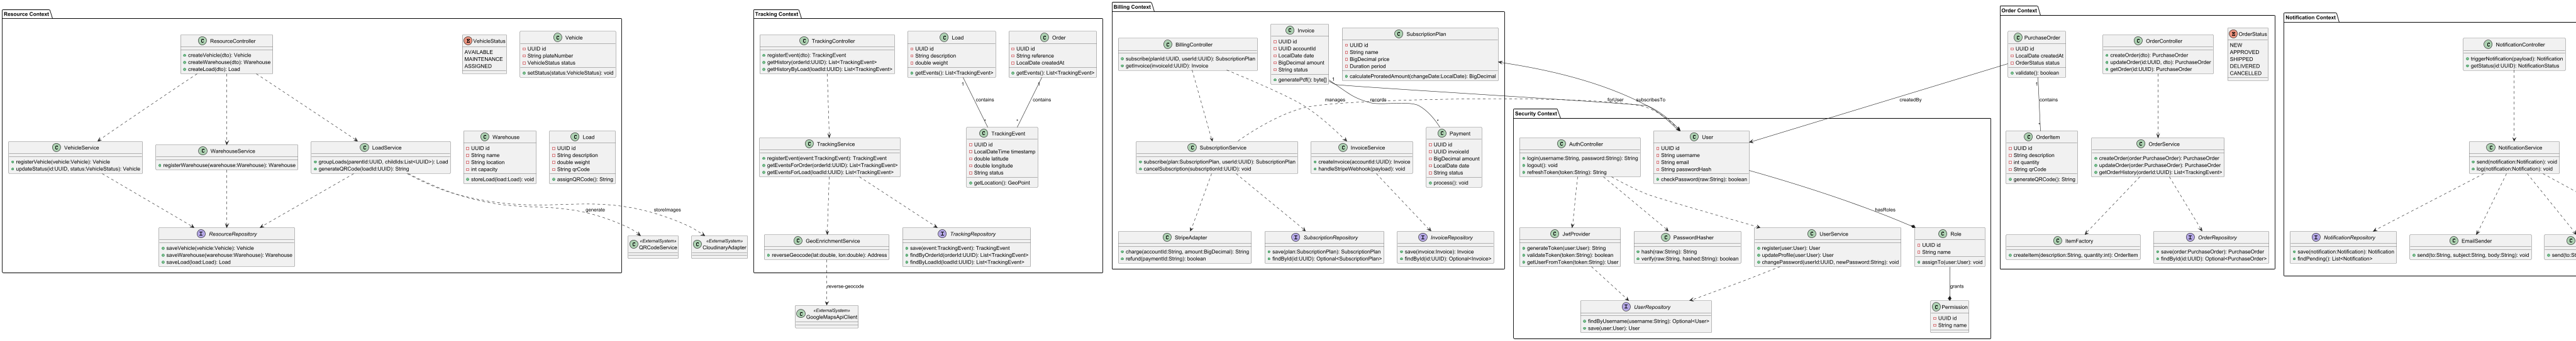 Resource Context
ResourceController
createVehicle(dto): Vehicle
createWarehouse(dto): Warehouse
createLoad(dto): Load
VehicleStatus
AVAILABLE
MAINTENANCE
ASSIGNED
Vehicle
UUID id
String plateNumber
VehicleStatus status
setStatus(status:VehicleStatus): void
VehicleService
registerVehicle(vehicle:Vehicle): Vehicle
updateStatus(id:UUID, status:VehicleStatus): Vehicle
WarehouseService
registerWarehouse(warehouse:Warehouse): Warehouse
LoadService
groupLoads(parentId:UUID, childIds:List<UUID>): Load
generateQRCode(loadId:UUID): String
Warehouse
UUID id
String name
String location
int capacity
storeLoad(load:Load): void
Load
UUID id
String description
double weight
String qrCode
assignQRCode(): String
ResourceRepository
saveVehicle(vehicle:Vehicle): Vehicle
saveWarehouse(warehouse:Warehouse): Warehouse
saveLoad(load:Load): Load
generate
storeImages
«ExternalSystem»
QRCodeService
«ExternalSystem»
CloudinaryAdapter
Tracking Context
TrackingController
registerEvent(dto): TrackingEvent
getHistory(orderId:UUID): List<TrackingEvent>
getHistoryByLoad(loadId:UUID): List<TrackingEvent>
Load
UUID id
String description
double weight
getEvents(): List<TrackingEvent>
Order
UUID id
String reference
LocalDate createdAt
getEvents(): List<TrackingEvent>
1
contains
*
1
contains
*
TrackingService
registerEvent(event:TrackingEvent): TrackingEvent
getEventsForOrder(orderId:UUID): List<TrackingEvent>
getEventsForLoad(loadId:UUID): List<TrackingEvent>
TrackingEvent
UUID id
LocalDateTime timestamp
double latitude
double longitude
String status
getLocation(): GeoPoint
GeoEnrichmentService
reverseGeocode(lat:double, lon:double): Address
TrackingRepository
save(event:TrackingEvent): TrackingEvent
findByOrderId(orderId:UUID): List<TrackingEvent>
findByLoadId(loadId:UUID): List<TrackingEvent>
reverse-geocode
«ExternalSystem»
GoogleMapsApiClient
Billing Context
BillingController
subscribe(planId:UUID, userId:UUID): SubscriptionPlan
getInvoice(invoiceId:UUID): Invoice
Invoice
UUID id
UUID accountId
LocalDate date
BigDecimal amount
String status
generatePdf(): byte[]
SubscriptionPlan
UUID id
String name
BigDecimal price
Duration period
calculateProratedAmount(changeDate:LocalDate): BigDecimal
1
manages
records
*
forUser
subscribesTo
SubscriptionService
subscribe(plan:SubscriptionPlan, userId:UUID): SubscriptionPlan
cancelSubscription(subscriptionId:UUID): void
InvoiceService
createInvoice(accountId:UUID): Invoice
handleStripeWebhook(payload): void
Payment
UUID id
UUID invoiceId
BigDecimal amount
LocalDate date
String status
process(): void
StripeAdapter
charge(accountId:String, amount:BigDecimal): String
refund(paymentId:String): boolean
SubscriptionRepository
save(plan:SubscriptionPlan): SubscriptionPlan
findById(id:UUID): Optional<SubscriptionPlan>
InvoiceRepository
save(invoice:Invoice): Invoice
findById(id:UUID): Optional<Invoice>
Security Context
AuthController
login(username:String, password:String): String
logout(): void
refreshToken(token:String): String
User
UUID id
String username
String email
String passwordHash
checkPassword(raw:String): boolean
hasRoles
JwtProvider
generateToken(user:User): String
validateToken(token:String): boolean
getUserFromToken(token:String): User
PasswordHasher
hash(raw:String): String
verify(raw:String, hashed:String): boolean
UserService
register(user:User): User
updateProfile(user:User): User
changePassword(userId:UUID, newPassword:String): void
Role
UUID id
String name
assignTo(user:User): void
grants
UserRepository
findByUsername(username:String): Optional<User>
save(user:User): User
Permission
UUID id
String name
createdBy
Order Context
PurchaseOrder
UUID id
LocalDate createdAt
OrderStatus status
validate(): boolean
OrderController
createOrder(dto): PurchaseOrder
updateOrder(id:UUID, dto): PurchaseOrder
getOrder(id:UUID): PurchaseOrder
OrderStatus
NEW
APPROVED
SHIPPED
DELIVERED
CANCELLED
1
contains
*
OrderItem
UUID id
String description
int quantity
String qrCode
generateQRCode(): String
OrderService
createOrder(order:PurchaseOrder): PurchaseOrder
updateOrder(order:PurchaseOrder): PurchaseOrder
getOrderHistory(orderId:UUID): List<TrackingEvent>
ItemFactory
createItem(description:String, quantity:int): OrderItem
OrderRepository
save(order:PurchaseOrder): PurchaseOrder
findById(id:UUID): Optional<PurchaseOrder>
Notification Context
NotificationController
triggerNotification(payload): Notification
getStatus(id:UUID): NotificationStatus
NotificationService
send(notification:Notification): void
log(notification:Notification): void
NotificationRepository
save(notification:Notification): Notification
findPending(): List<Notification>
EmailSender
send(to:String, subject:String, body:String): void
send(to:St